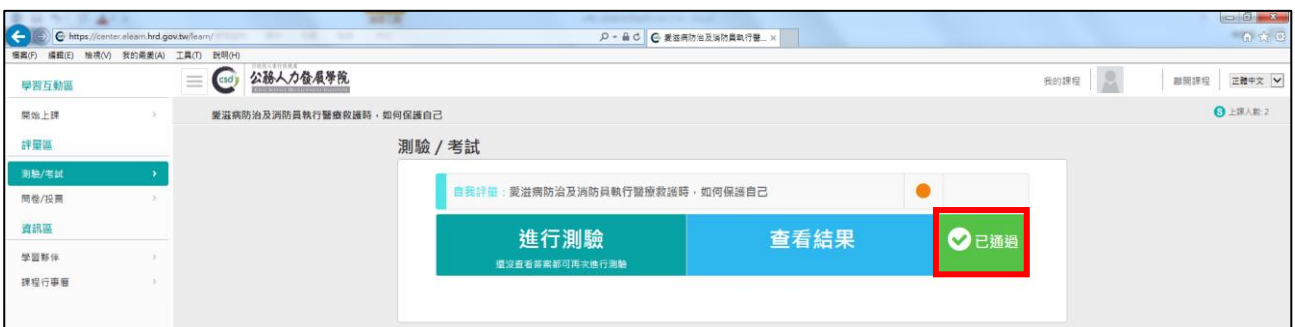 https://center.elearn.hrd.gov.tw/learn/
愛滋病防治及消防員執行醫... ×
檔案(F) 編輯(E) 檢視(V) 我的最愛(A) 工具(T) 說明(H)
學習互動區
csdi 公務人力發展學院
我的課程
離開課程
正體中文
開始上課
愛滋病防治及消防員執行醫療救護時，如何保護自己
S 上課人數: 2
評量區
測驗 / 考試
測驗/考試
自我評量：愛滋病防治及消防員執行醫療救護時，如何保護自己
問卷/投票
資訊區
進行測驗
查看結果
已通過
還沒查看答案都可再次進行測驗
學習夥伴
課程行事曆